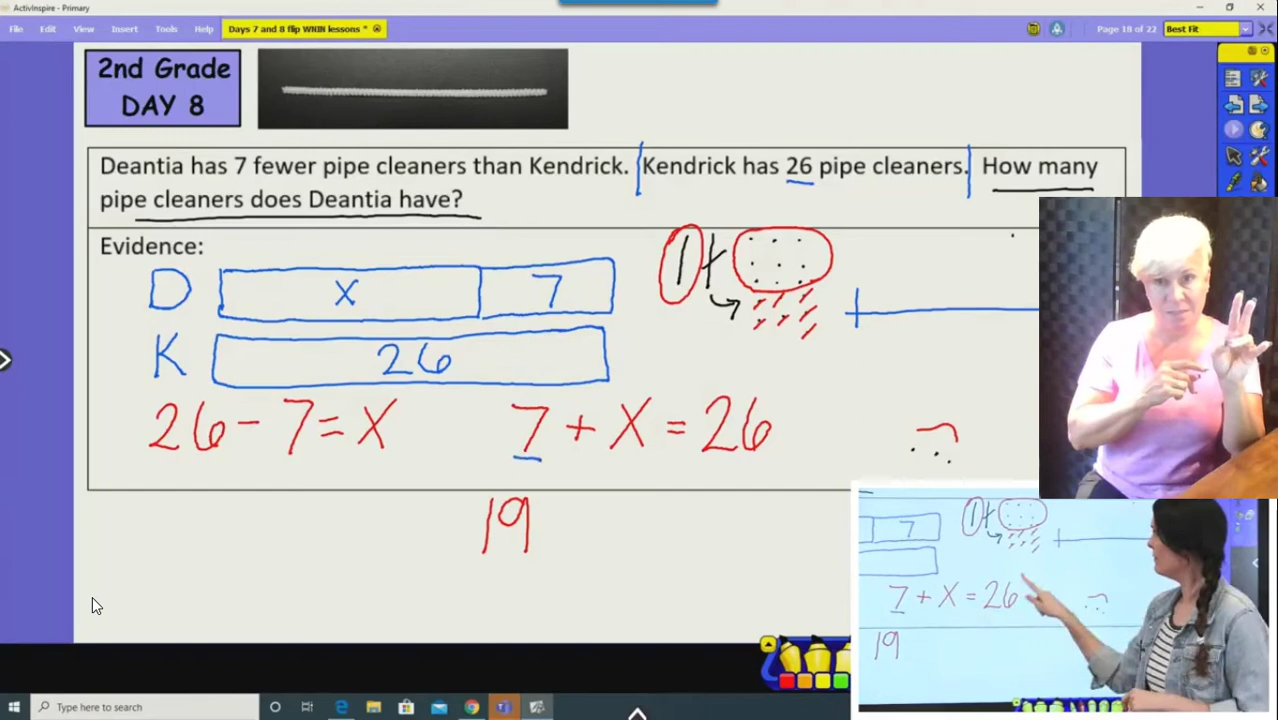 ActivInspire - Primary
File Edit View Insert Tools Help Days 7 and 8 flip WNIN lessons * Page 18 of 22 Best Fit
2nd Grade
DAY 8
Deantia has 7 fewer pipe cleaners than Kendrick. Kendrick has 26 pipe cleaners. How many
pipe cleaners does Deantia have?
Evidence:
D x 7
K 26
26 - 7 = X 7 + X = 26
19
7
7 + X = 26
19
Type here to search